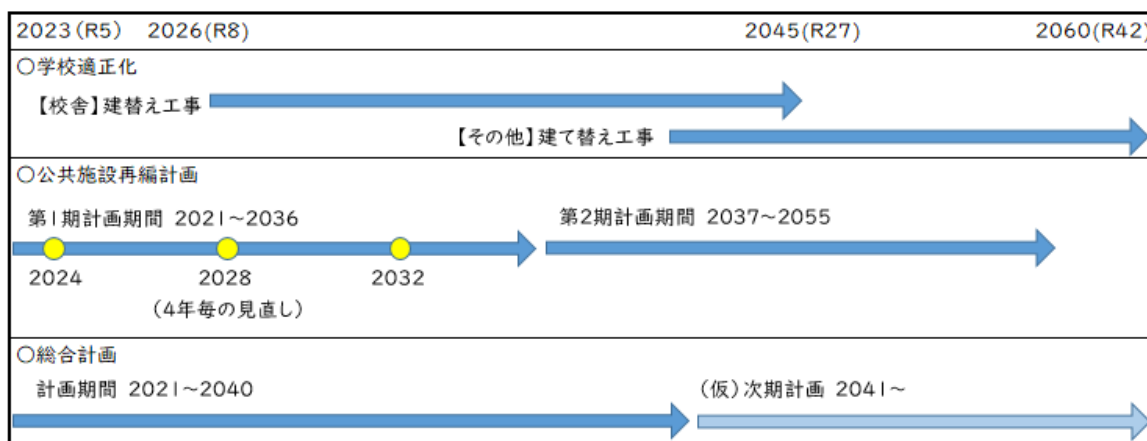 2023(R5) 2026(R8) 2045(R27) 2060(R42)
○学校適正化
【校舎】建替え工事
【その他】建て替え工事
○公共施設再編計画
第1期計画期間 2021~2036
第2期計画期間 2037~2055
2024 2028 2032
(4年毎の見直し)
○総合計画
計画期間 2021~2040
(仮)次期計画 2041~